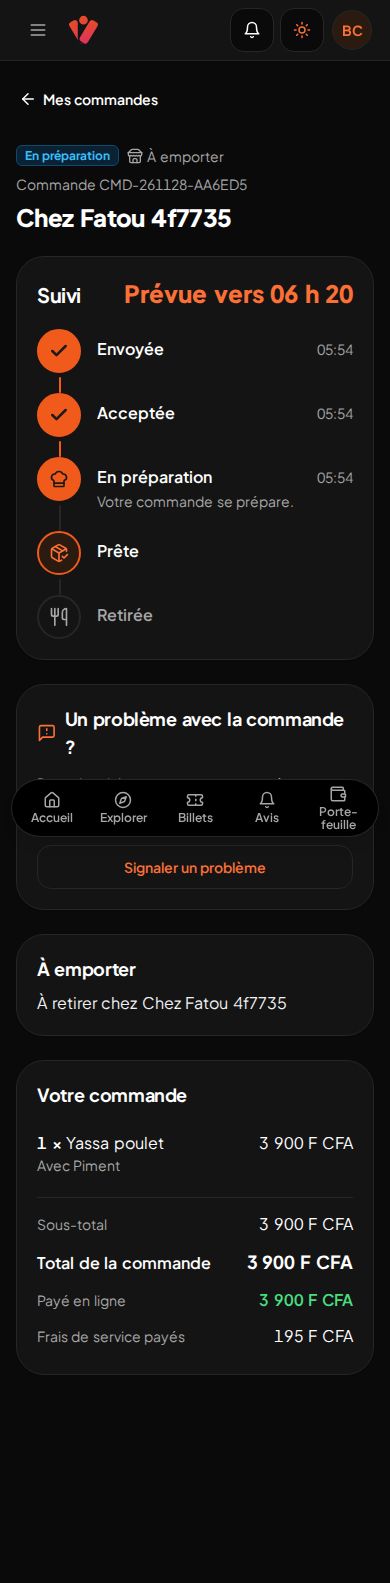 BC
Mes commandes
En préparation À emporter
Commande CMD-261128-AA6ED5
Chez Fatou 4f7735
Suivi Prévue vers 06 h 20
Envoyée 05:54
Acceptée 05:54
En préparation 05:54
Votre commande se prépare.
Prête
Retirée
Un problème avec la commande
?
Accueil Explorer Billets Avis Porte-
feuille
Signaler un problème
À emporter
À retirer chez Chez Fatou 4f7735
Votre commande
1 × Yassa poulet 3 900 F CFA
Avec Piment
Sous-total 3 900 F CFA
Total de la commande 3 900 F CFA
Payé en ligne 3 900 F CFA
Frais de service payés 195 F CFA